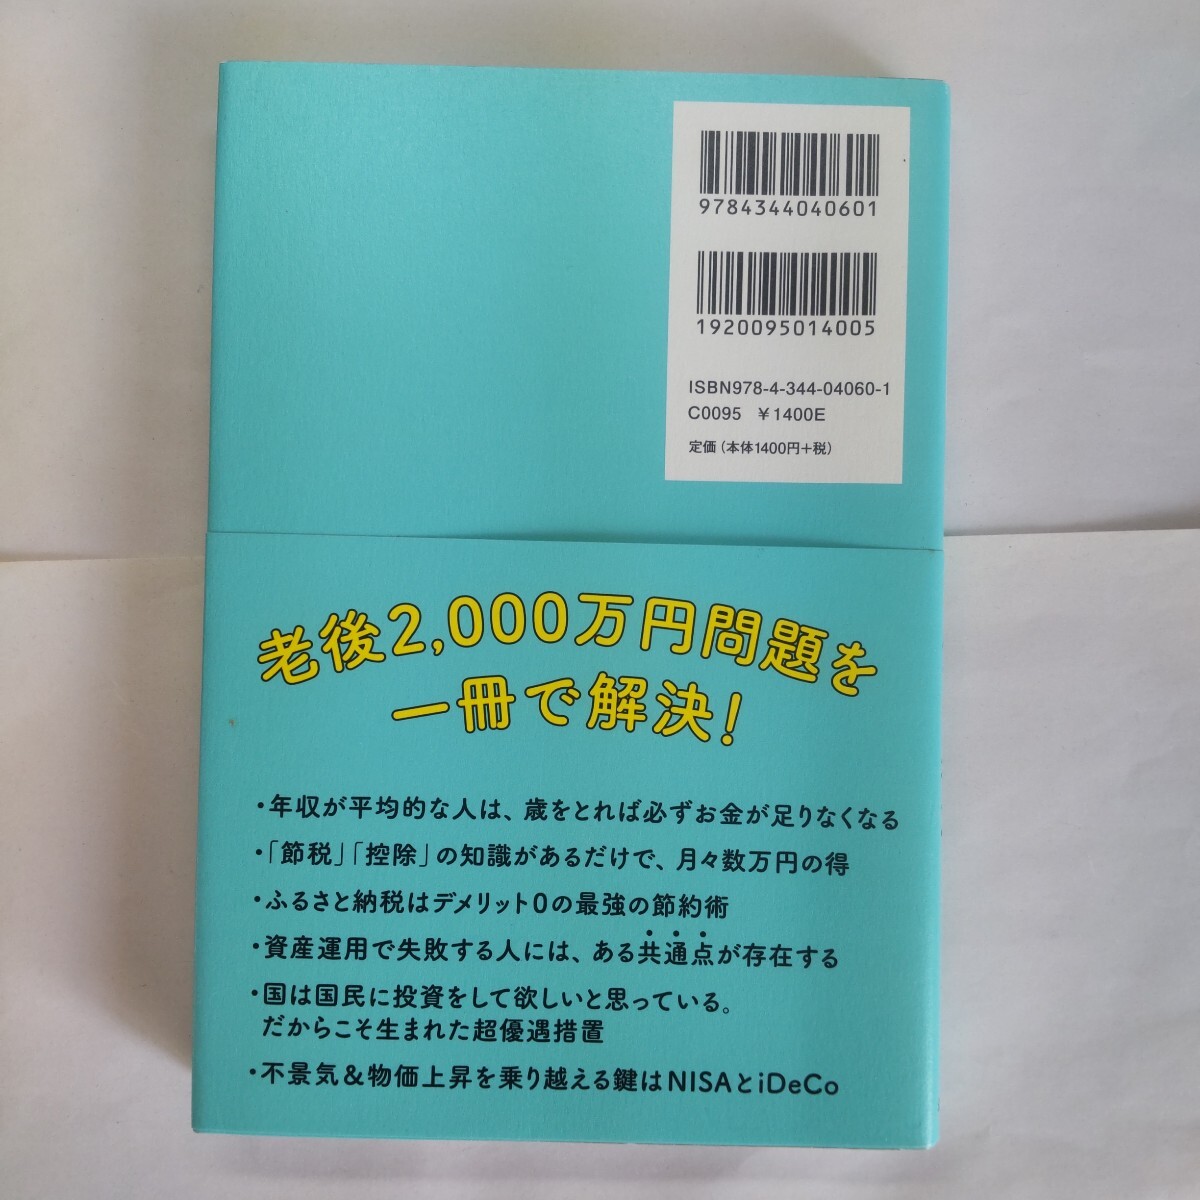 9784344040601
1920095014005
ISBN978-4-344-04060-1
C0095 ¥1400E
定価(本体1400円+税)
老後2,000万円問題を
一冊で解決!
・年収が平均的な人は、歳をとれば必ずお金が足りなくなる
・「節税」「控除」の知識があるだけで、月々数万円の得
・ふるさと納税はデメリット0の最強の節約術
・資産運用で失敗する人には、ある共通点が存在する
・国は国民に投資をして欲しいと思っている。
だからこそ生まれた超優遇措置
・不景気&物価上昇を乗り越える鍵はNISAとiDeCo